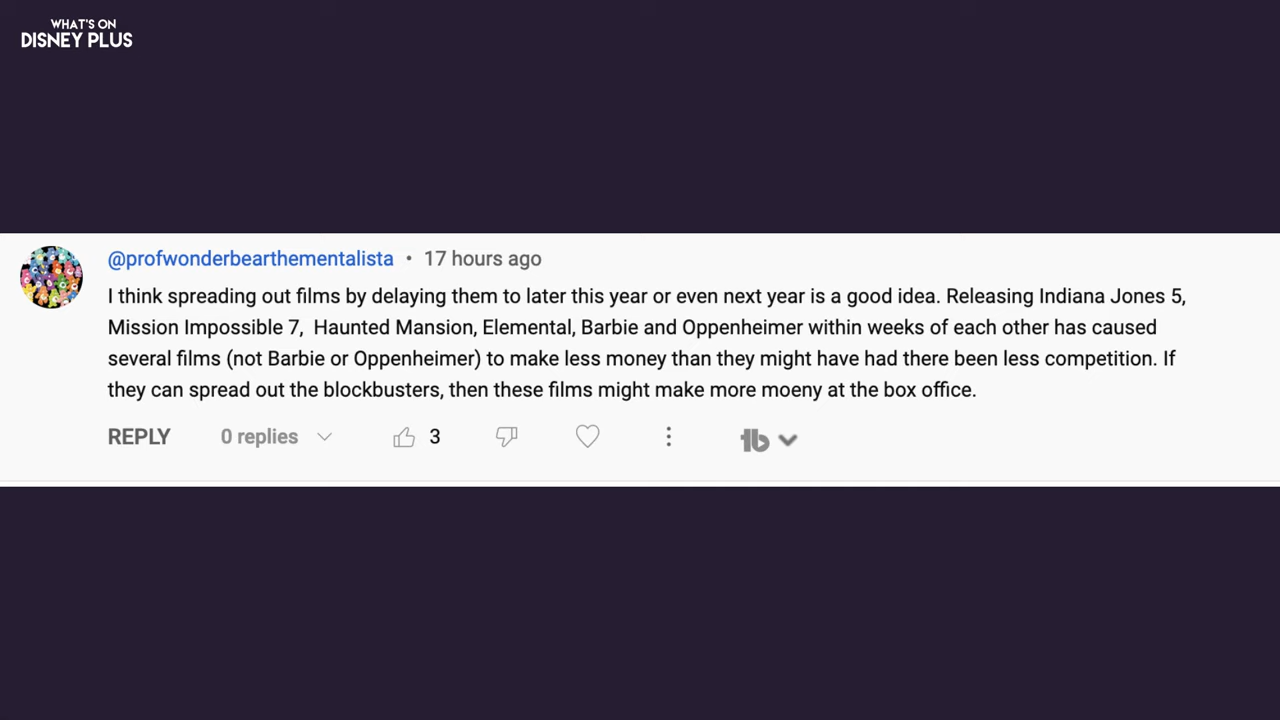 WHAT'S ON
DISNEY PLUS
@profwonderbearthementalista • 17 hours ago
I think spreading out films by delaying them to later this year or even next year is a good idea. Releasing Indiana Jones 5,
Mission Impossible 7,  Haunted Mansion, Elemental, Barbie and Oppenheimer within weeks of each other has caused
several films (not Barbie or Oppenheimer) to make less money than they might have had there been less competition. If
they can spread out the blockbusters, then these films might make more moeny at the box office.
REPLY 0 replies 3 tb